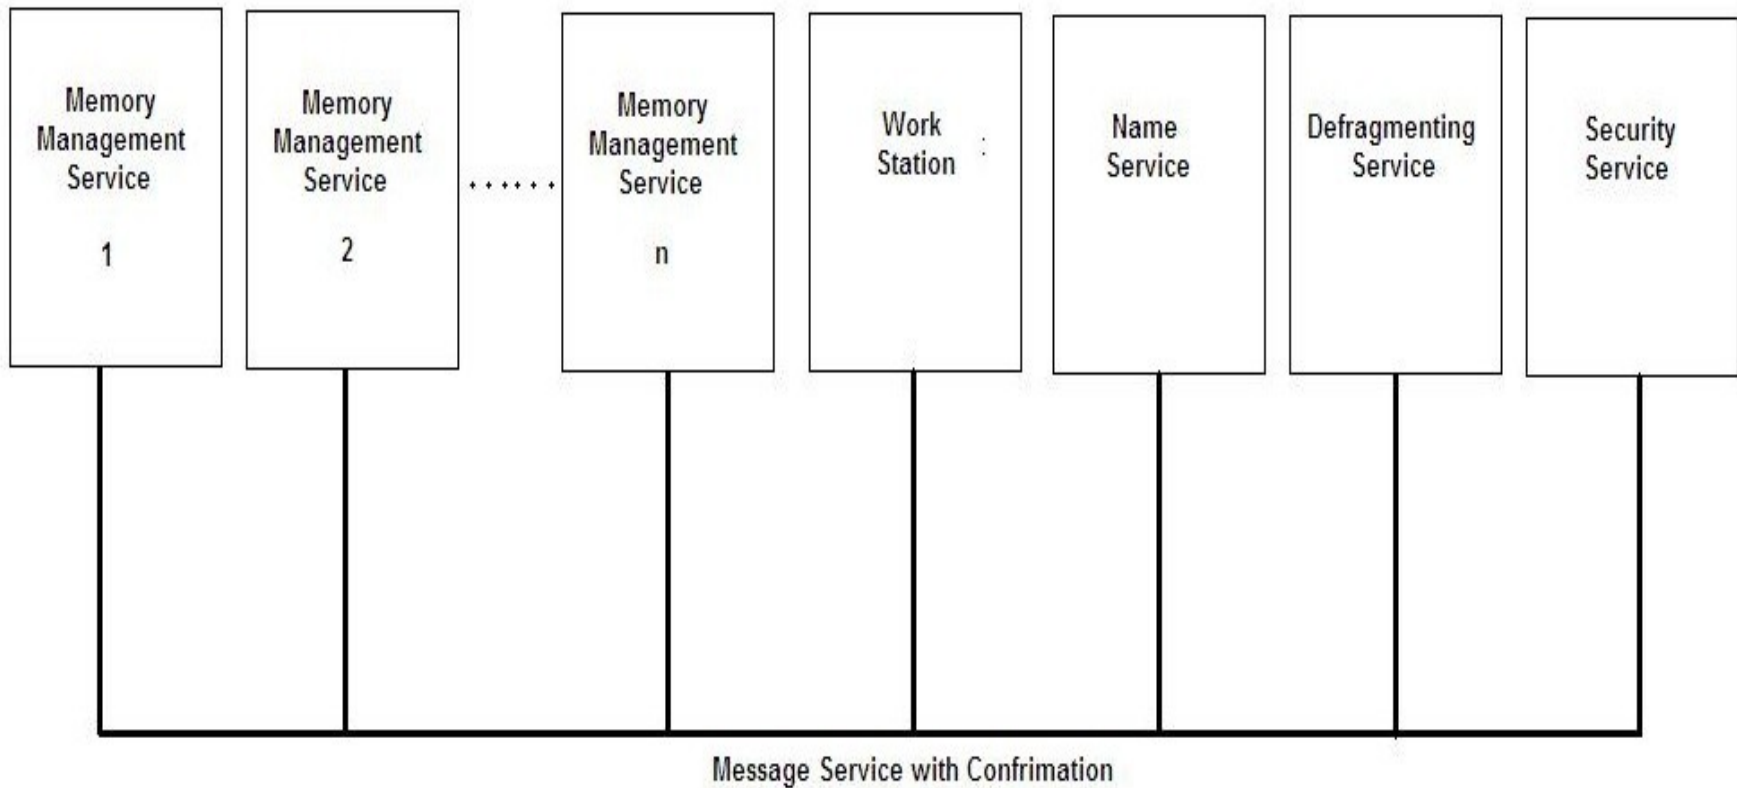 Memory
Management
Service
1
Memory
Management
Service
2
......
Memory
Management
Service
n
Work
Station :
Name
Service
Defragmenting
Service
Security
Service
Message Service with Confrimation